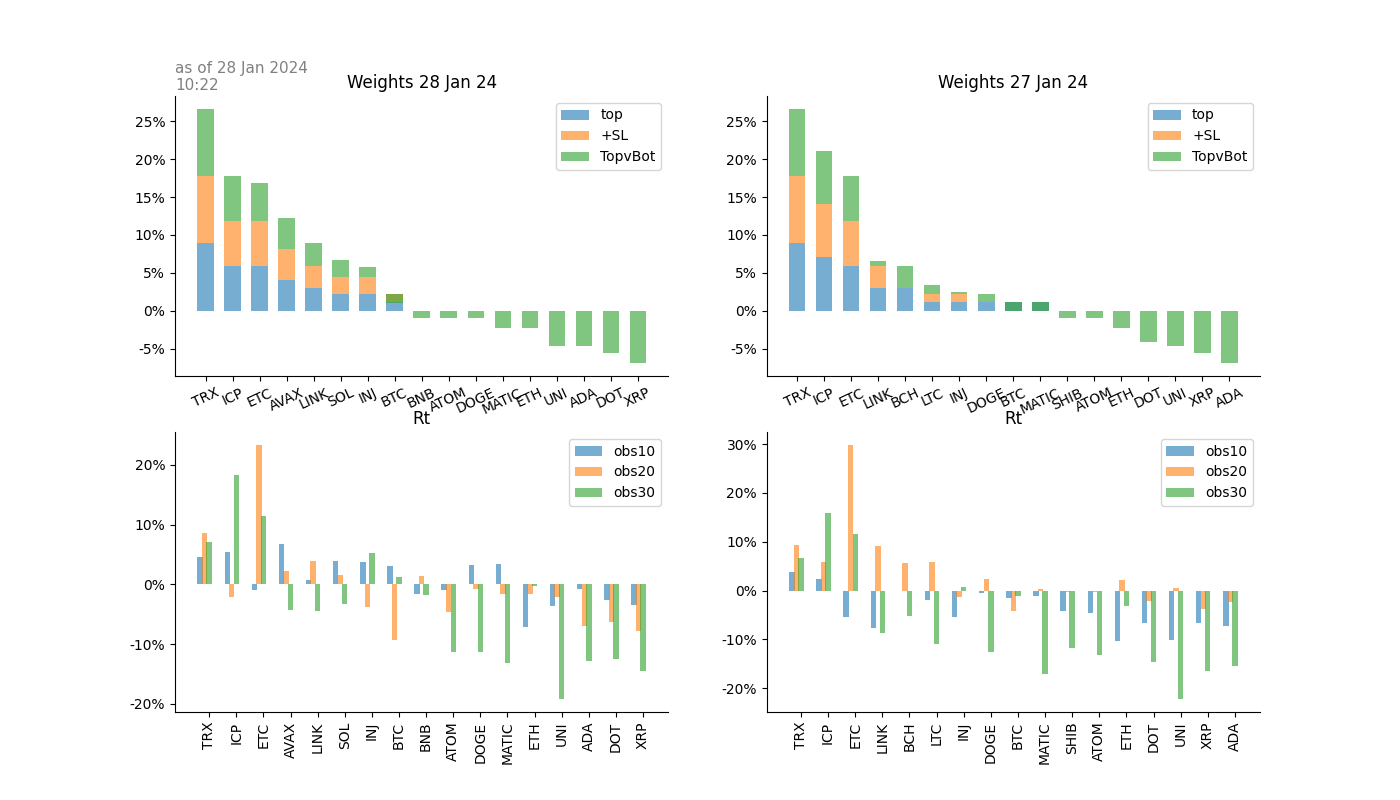 as of 28 Jan 2024
10:22
Weights 28 Jan 24
25%
20%
15%
10%
5%
0%
-5%
top
+SL
TopvBot
TRX ICP ETC AVAX LINK SOL INJ BTC BNB ATOM DOGE MATIC ETH UNI ADA DOT XRP
Weights 27 Jan 24
25%
20%
15%
10%
5%
0%
-5%
top
+SL
TopvBot
TRX ICP ETC LINK BCH LTC INJ DOGE BTC MATIC SHIB ATOM ETH DOT UNI XRP ADA
Rt
20%
10%
0%
-10%
-20%
obs10
obs20
obs30
TRX ICP ETC AVAX LINK SOL INJ BTC BNB ATOM DOGE MATIC ETH UNI ADA DOT XRP
Rt
30%
20%
10%
0%
-10%
-20%
obs10
obs20
obs30
TRX ICP ETC LINK BCH LTC INJ DOGE BTC MATIC SHIB ATOM ETH DOT UNI XRP ADA